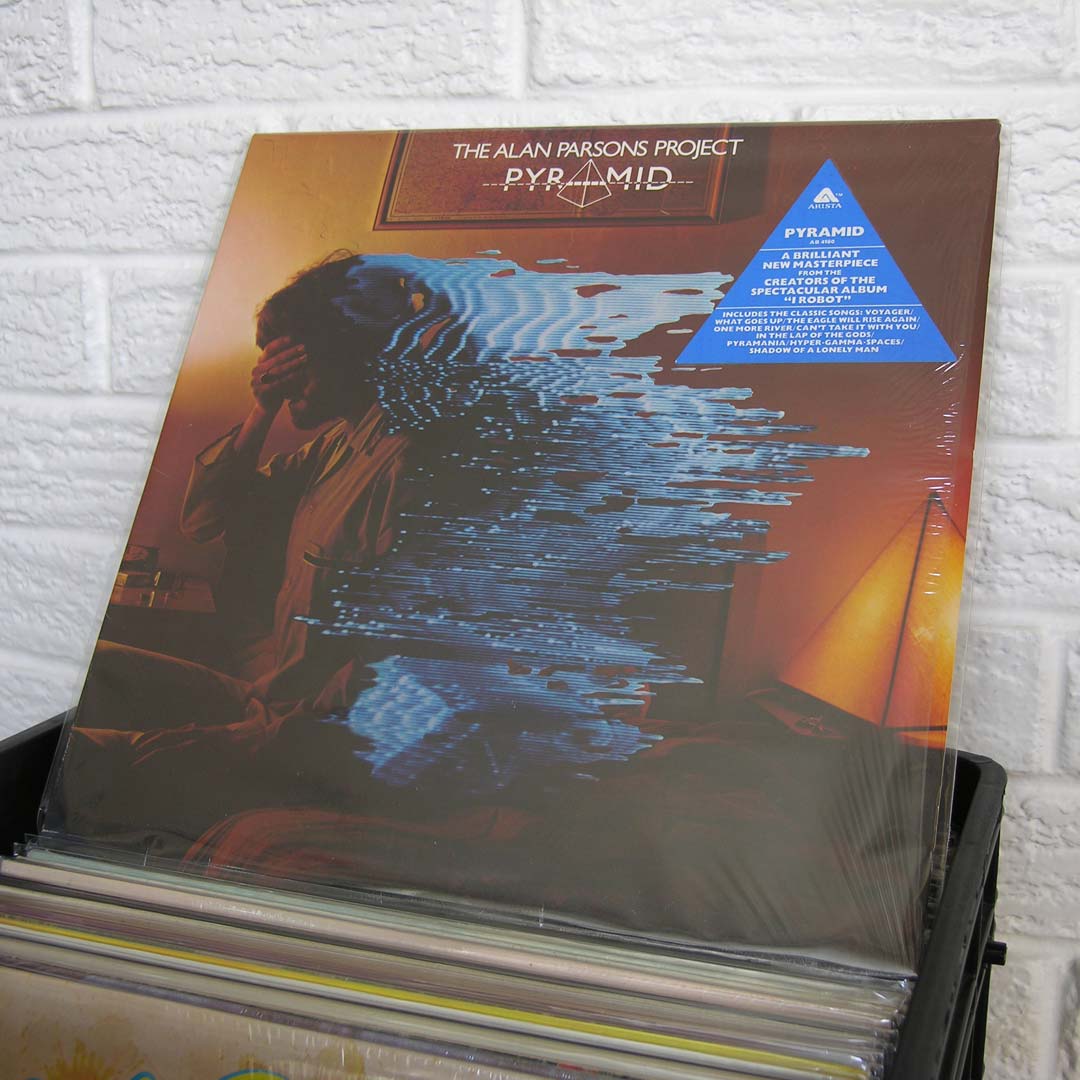 THE ALAN PARSONS PROJECT
PYRAMID
ARISTA™
PYRAMID
AB 4180
A BRILLIANT
NEW MASTERPIECE
FROM THE
CREATORS OF THE
SPECTACULAR ALBUM
“I ROBOT”
INCLUDES THE CLASSIC SONGS: VOYAGER/
WHAT GOES UP/THE EAGLE WILL RISE AGAIN/
ONE MORE RIVER/CAN'T TAKE IT WITH YOU/
IN THE LAP OF THE GODS/
PYRAMANIA/HYPER-GAMMA-SPACES/
SHADOW OF A LONELY MAN